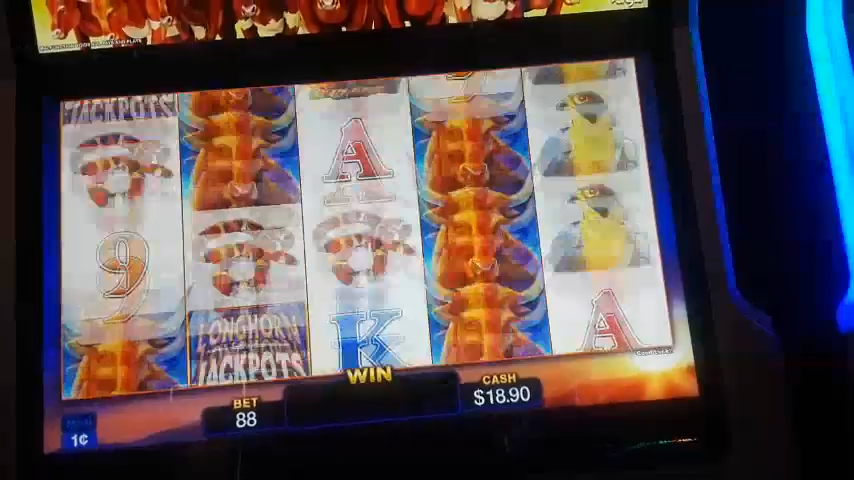 JACKPOTS
A
9
LONGHORN
JACKPOTS
K
A
WIN
BET
88
CASH
$18.90
1¢